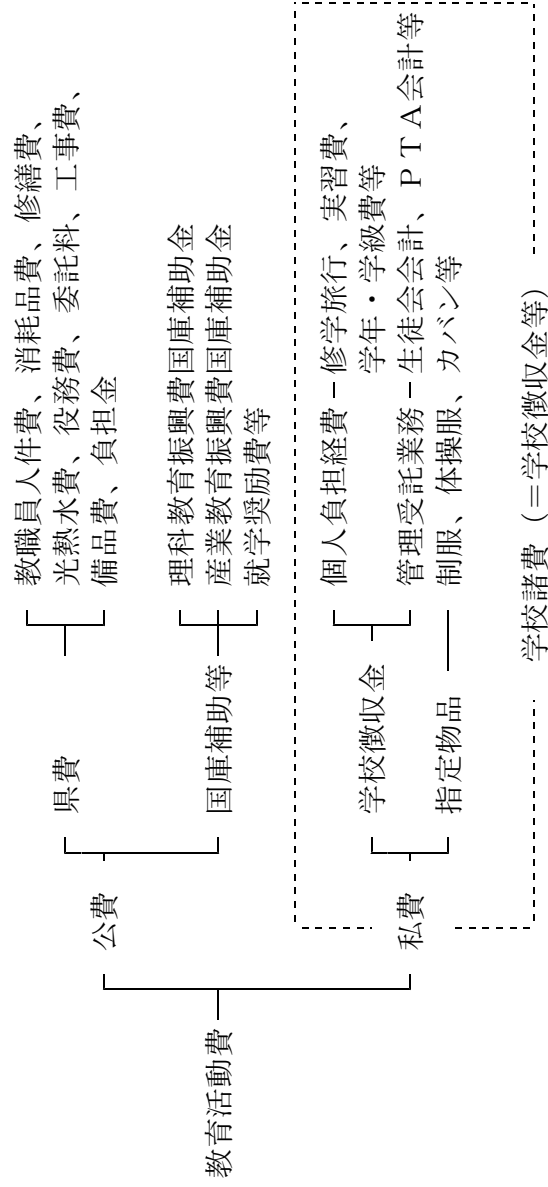 教育活動費
公費
県費
教職員人件費、消耗品費、修繕費、
光熱水費、役務費、委託料、工事費、
備品費、負担金
国庫補助等
理科教育振興費国庫補助金
産業教育振興費国庫補助金
就学奨励費等
私費
学校徴収金
個人負担経費－修学旅行、実習費、
学年・学級費等
管理受託業務－生徒会会計、ＰＴＡ会計等
指定物品
制服、体操服、カバン等
学校諸費（＝学校徴収金等）